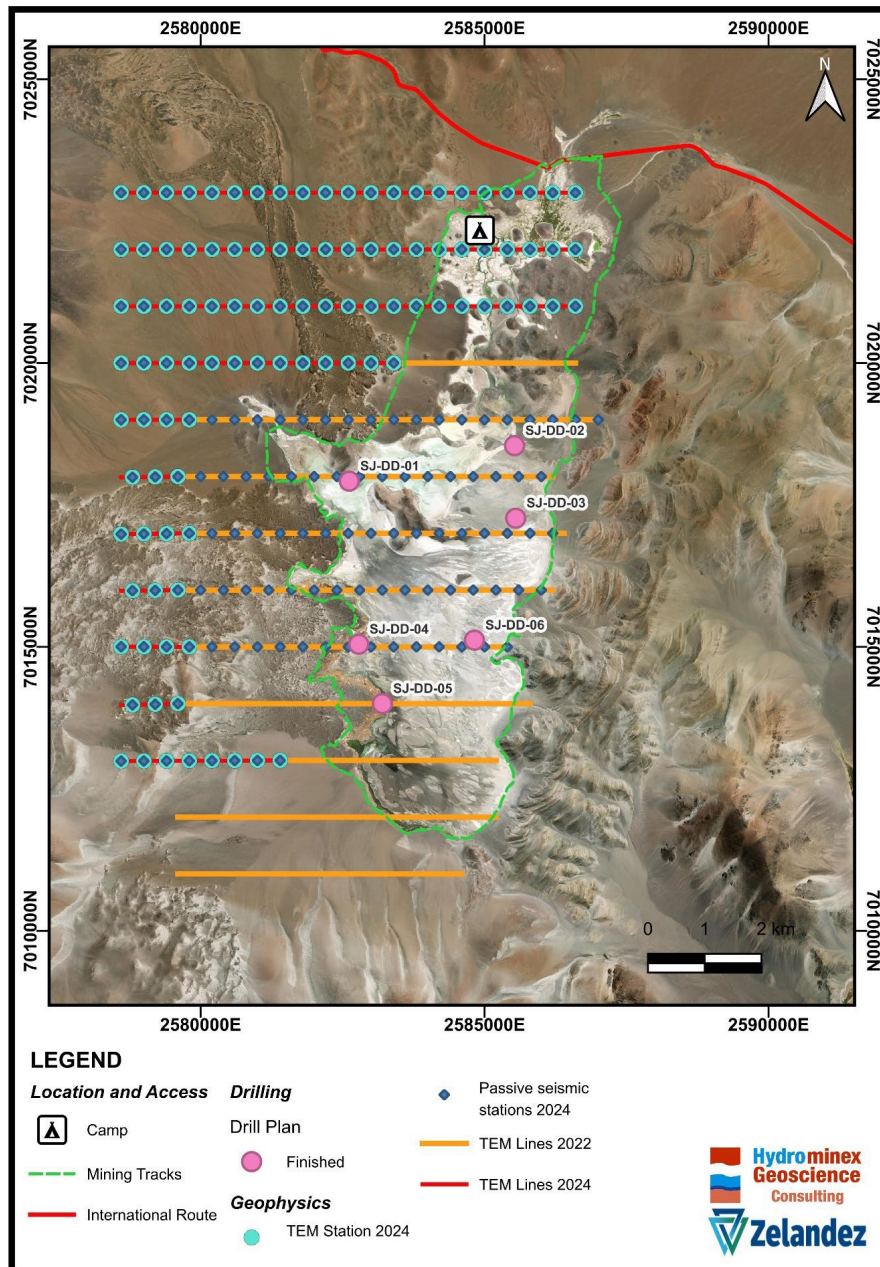 2580000E 2585000E 2590000E
7025000N 7025000N
N
7020000N 7020000N
SJ-DD-02
SJ-DD-01
SJ-DD-03
7015000N 7015000N
SJ-DD-04 SJ-DD-06
SJ-DD-05
7010000N 7010000N
0 1 2 km
2580000E 2585000E 2590000E
LEGEND
Location and Access
Camp
Mining Tracks
International Route
Drilling
Drill Plan
Finished
Geophysics
TEM Station 2024
Passive seismic
stations 2024
TEM Lines 2022
TEM Lines 2024
Hydrominex
Geoscience
Consulting
Zelandez